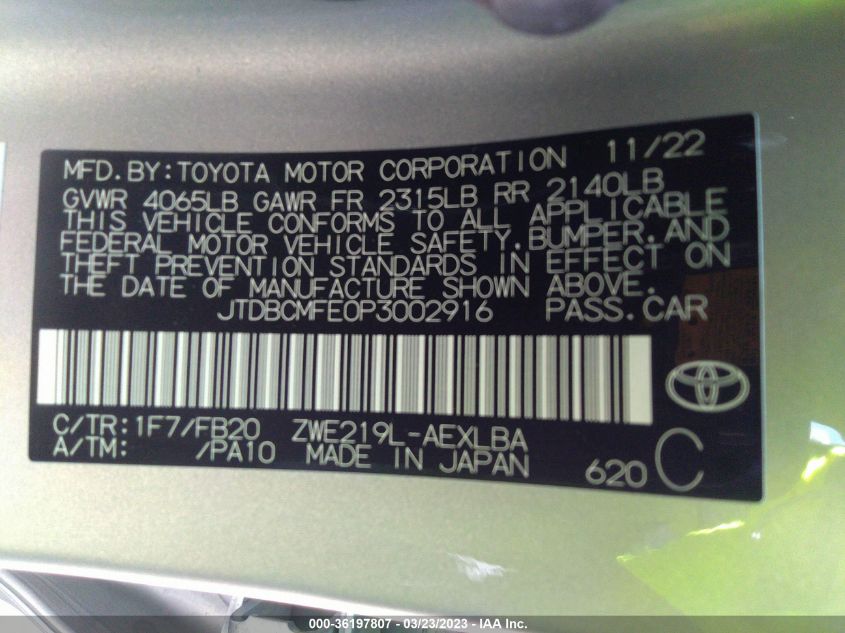 MFD.BY:TOYOTA MOTOR CORPORATION 11/22
GVWR 4065LB GAWR FR 2315LB RR 2140LB
THIS VEHICLE CONFORMS TO ALL APPLICABLE
FEDERAL MOTOR VEHICLE SAFETY,BUMPER,AND
THEFT PREVENTION STANDARDS IN EFFECT ON
THE DATE OF MANUFACTURE SHOWN ABOVE.
JTDBCMFE0P3002916 PASS.CAR
C/TR:1F7/FB20 ZWE219L-AEXLBA
A/TM: /PA10 MADE IN JAPAN 620 C
000-36197807 - 03/23/2023 - IAA Inc.